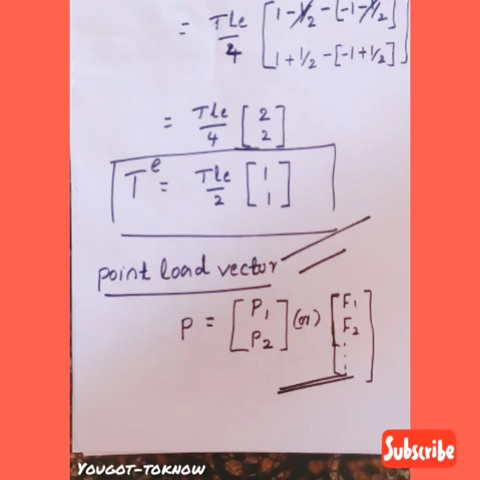 = Tle/4 [1-1/2-[-1-1/2]
1+1/2-[-1+1/2]]
= Tle/4 [2
2]
T^e = Tle/2 [1
1]
point load vector
P = [P1
P2] (or) [F1
F2
⋮]
Subscribe
YOUGOT-TOKNOW